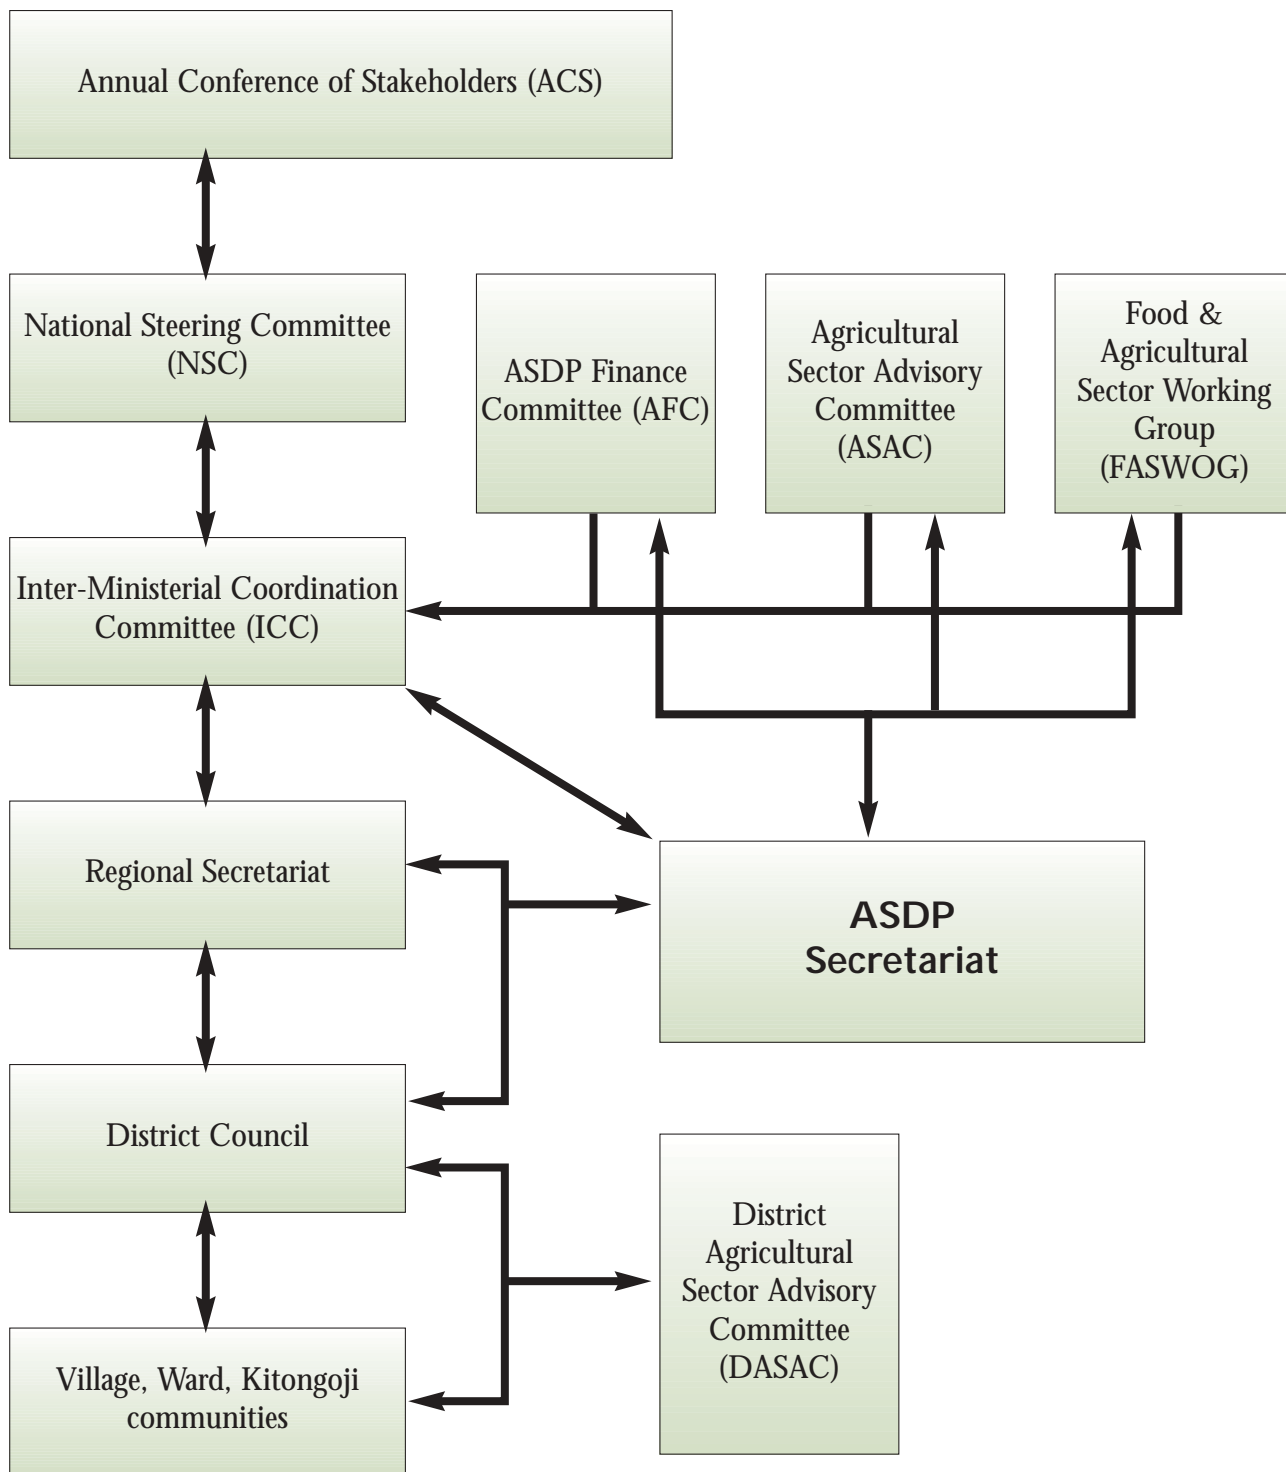 Annual Conference of Stakeholders (ACS)
National Steering Committee
(NSC)
ASDP Finance
Committee (AFC)
Agricultural
Sector Advisory
Committee
(ASAC)
Food &
Agricultural
Sector Working
Group
(FASWOG)
Inter-Ministerial Coordination
Committee (ICC)
Regional Secretariat
ASDP
Secretariat
District Council
District
Agricultural
Sector Advisory
Committee
(DASAC)
Village, Ward, Kitongoji
communities